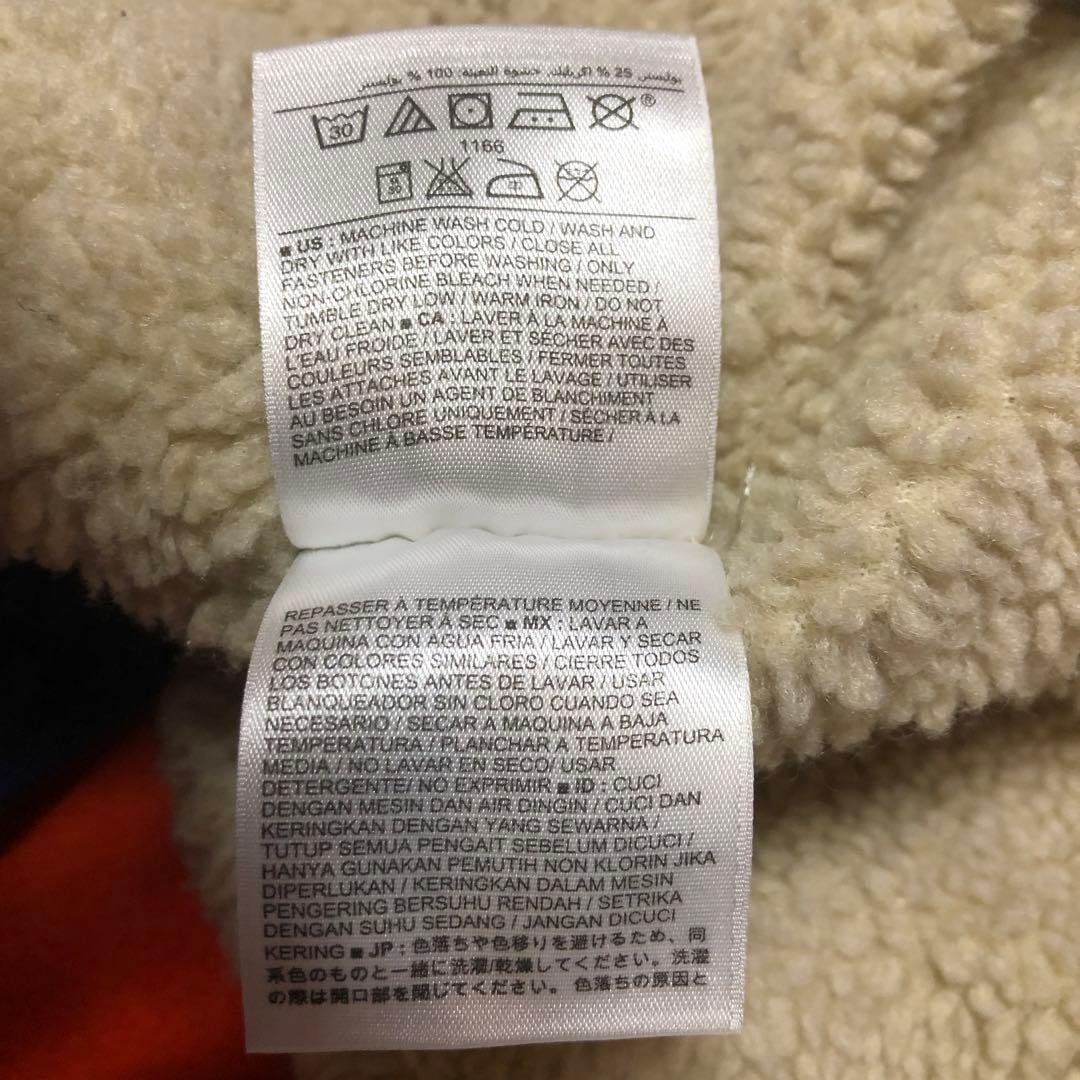 بوليستر, 25 % اكريليك, حشوة التعبئة: 100 % بوليستر
30
®
1166
■ US : MACHINE WASH COLD / WASH AND
DRY WITH LIKE COLORS / CLOSE ALL
FASTENERS BEFORE WASHING / ONLY
NON-CHLORINE BLEACH WHEN NEEDED /
TUMBLE DRY LOW / WARM IRON / DO NOT
DRY CLEAN ■ CA : LAVER À LA MACHINE À
L'EAU FROIDE / LAVER ET SÉCHER AVEC DES
COULEURS SEMBLABLES / FERMER TOUTES
LES ATTACHES AVANT LE LAVAGE / UTILISER
AU BESOIN UN AGENT DE BLANCHIMENT
SANS CHLORE UNIQUEMENT / SÉCHER À LA
MACHINE À BASSE TEMPÉRATURE /
REPASSER À TEMPÉRATURE MOYENNE / NE
PAS NETTOYER À SEC ■ MX : LAVAR A
MAQUINA CON AGUA FRIA / LAVAR Y SECAR
CON COLORES SIMILARES / CIERRE TODOS
LOS BOTONES ANTES DE LAVAR / USAR
BLANQUEADOR SIN CLORO CUANDO SEA
NECESARIO / SECAR A MAQUINA A BAJA
TEMPERATURA / PLANCHAR A TEMPERATURA
MEDIA / NO LAVAR EN SECO/ USAR
DETERGENTE/ NO EXPRIMIR ■ ID : CUCI
DENGAN MESIN DAN AIR DINGIN / CUCI DAN
KERINGKAN DENGAN YANG SEWARNA /
TUTUP SEMUA PENGAIT SEBELUM DICUCI /
HANYA GUNAKAN PEMUTIH NON KLORIN JIKA
DIPERLUKAN / KERINGKAN DALAM MESIN
PENGERING BERSUHU RENDAH / SETRIKA
DENGAN SUHU SEDANG / JANGAN DICUCI
KERING ■ JP : 色落ちや色移りを避けるため、同
系色のものと一緒に洗濯/乾燥してください。洗濯
の際は開口部を閉じてください。色落ちの原因と